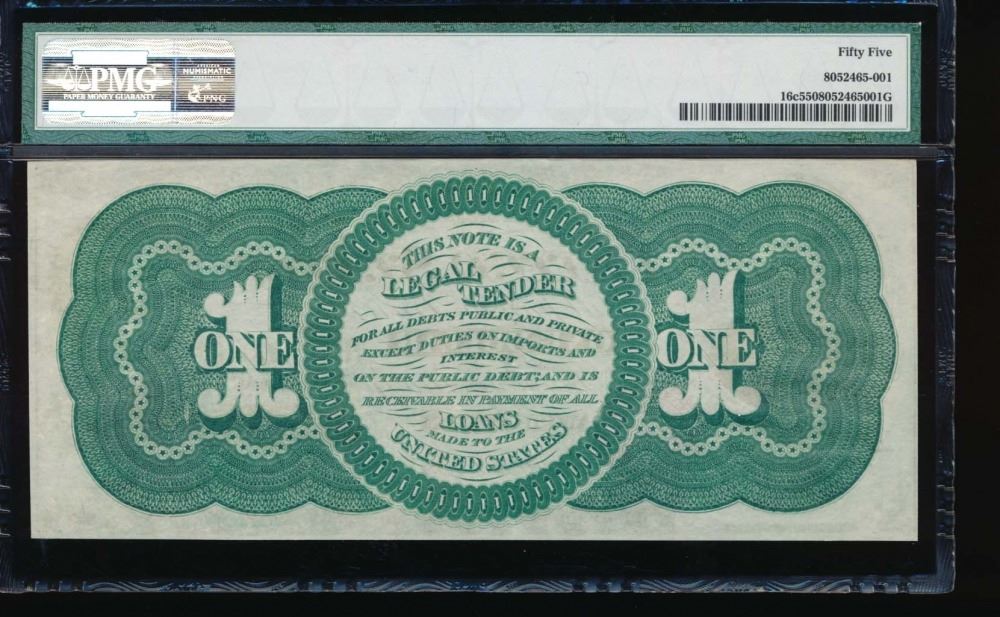 PMG
PAPER MONEY GUARANTY
NUMISMATIC
PNG
Fifty Five
8052465-001
16c5508052465001G
THIS NOTE IS A
LEGAL
TENDER
FOR ALL DEBTS PUBLIC AND PRIVATE
EXCEPT DUTIES ON IMPORTS AND
INTEREST
ON THE PUBLIC DEBT; AND IS
RECEIVABLE IN PAYMENT OF ALL
LOANS
MADE TO THE
UNITED STATES
1
ONE
1
ONE